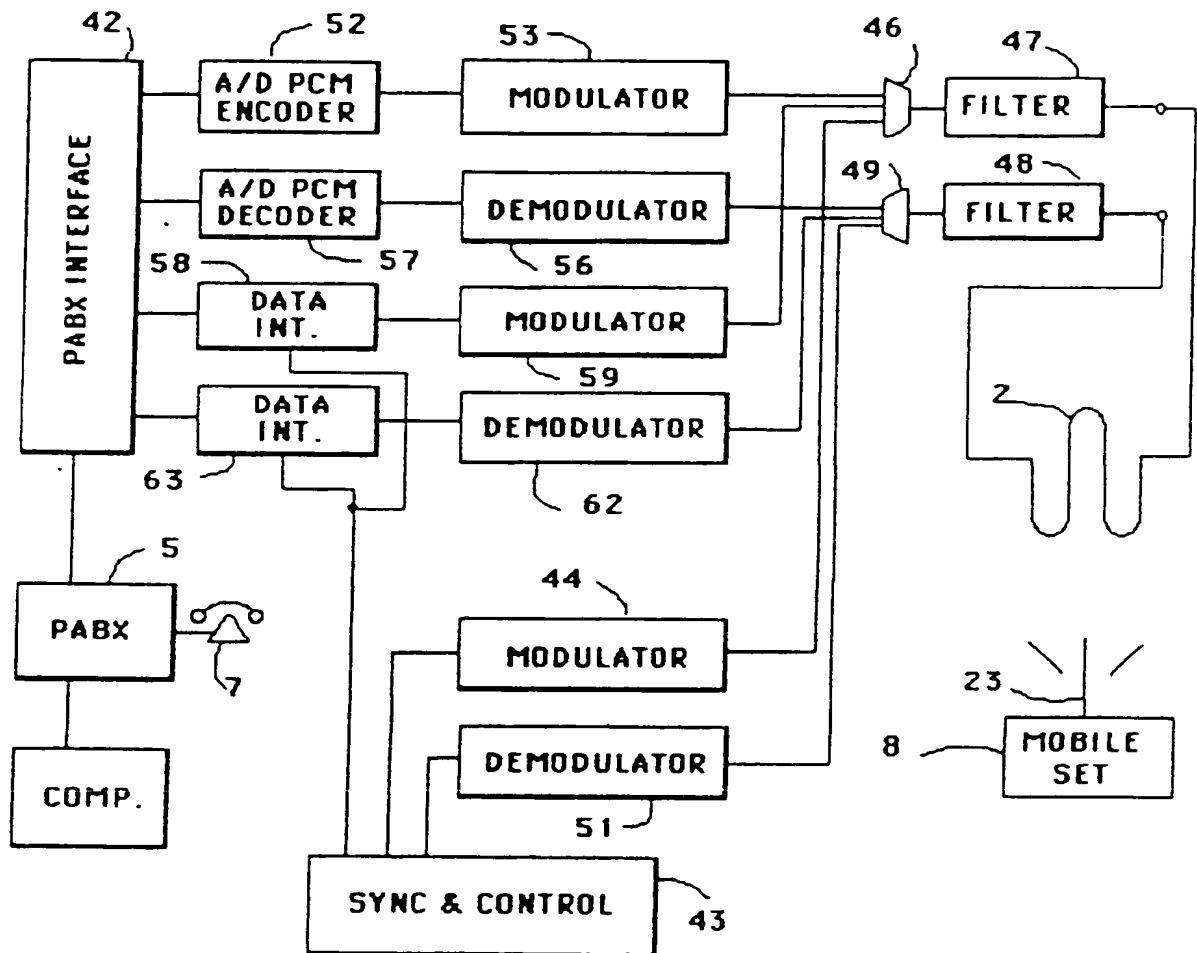 42
52
53
46
47
A/D PCM
ENCODER
MODULATOR
FILTER
PABX INTERFACE
A/D PCM
DECODER
DEMODULATOR
49
48
FILTER
57
56
58
DATA
INT.
MODULATOR
59
DATA
INT.
DEMODULATOR
2
63
62
5
44
PABX
7
MODULATOR
23
DEMODULATOR
8
MOBILE
SET
COMP.
51
SYNC & CONTROL
43